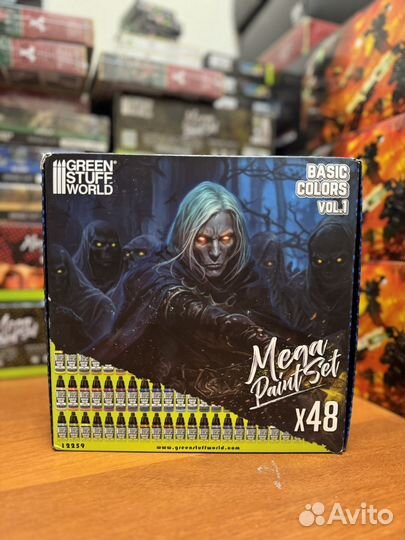 GREEN
STUFF
WORLD
BASIC
COLORS
VOL.1
Mega
Paint Set
x48
12259
www.greenstuffworld.com
Avito